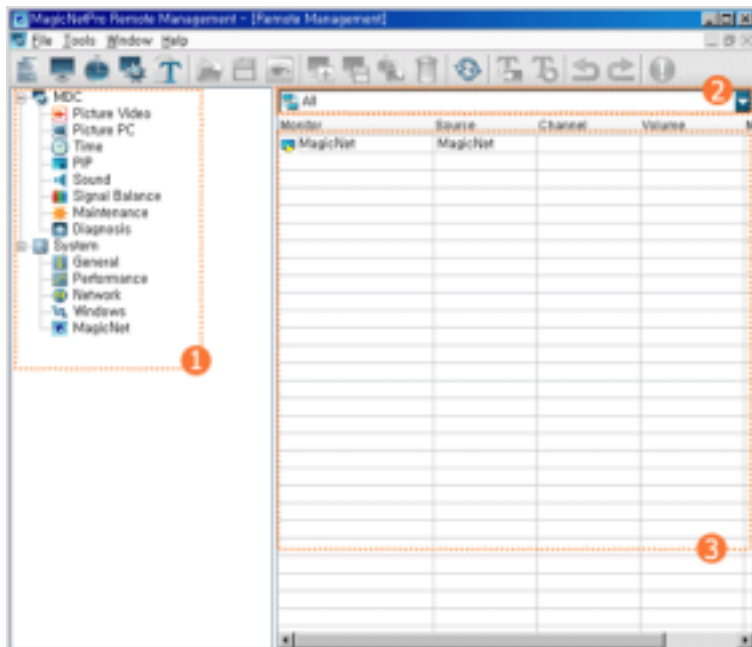 MagicNetPro Remote Management - [Remote Management]
File Tools Window Help
MDC
Picture Video
Picture PC
Time
PIP
Sound
Signal Balance
Maintenance
Diagnosis
System
General
Performance
Network
Windows
MagicNet
1
All
2
Monitor Source Channel Volume M
MagicNet MagicNet
3